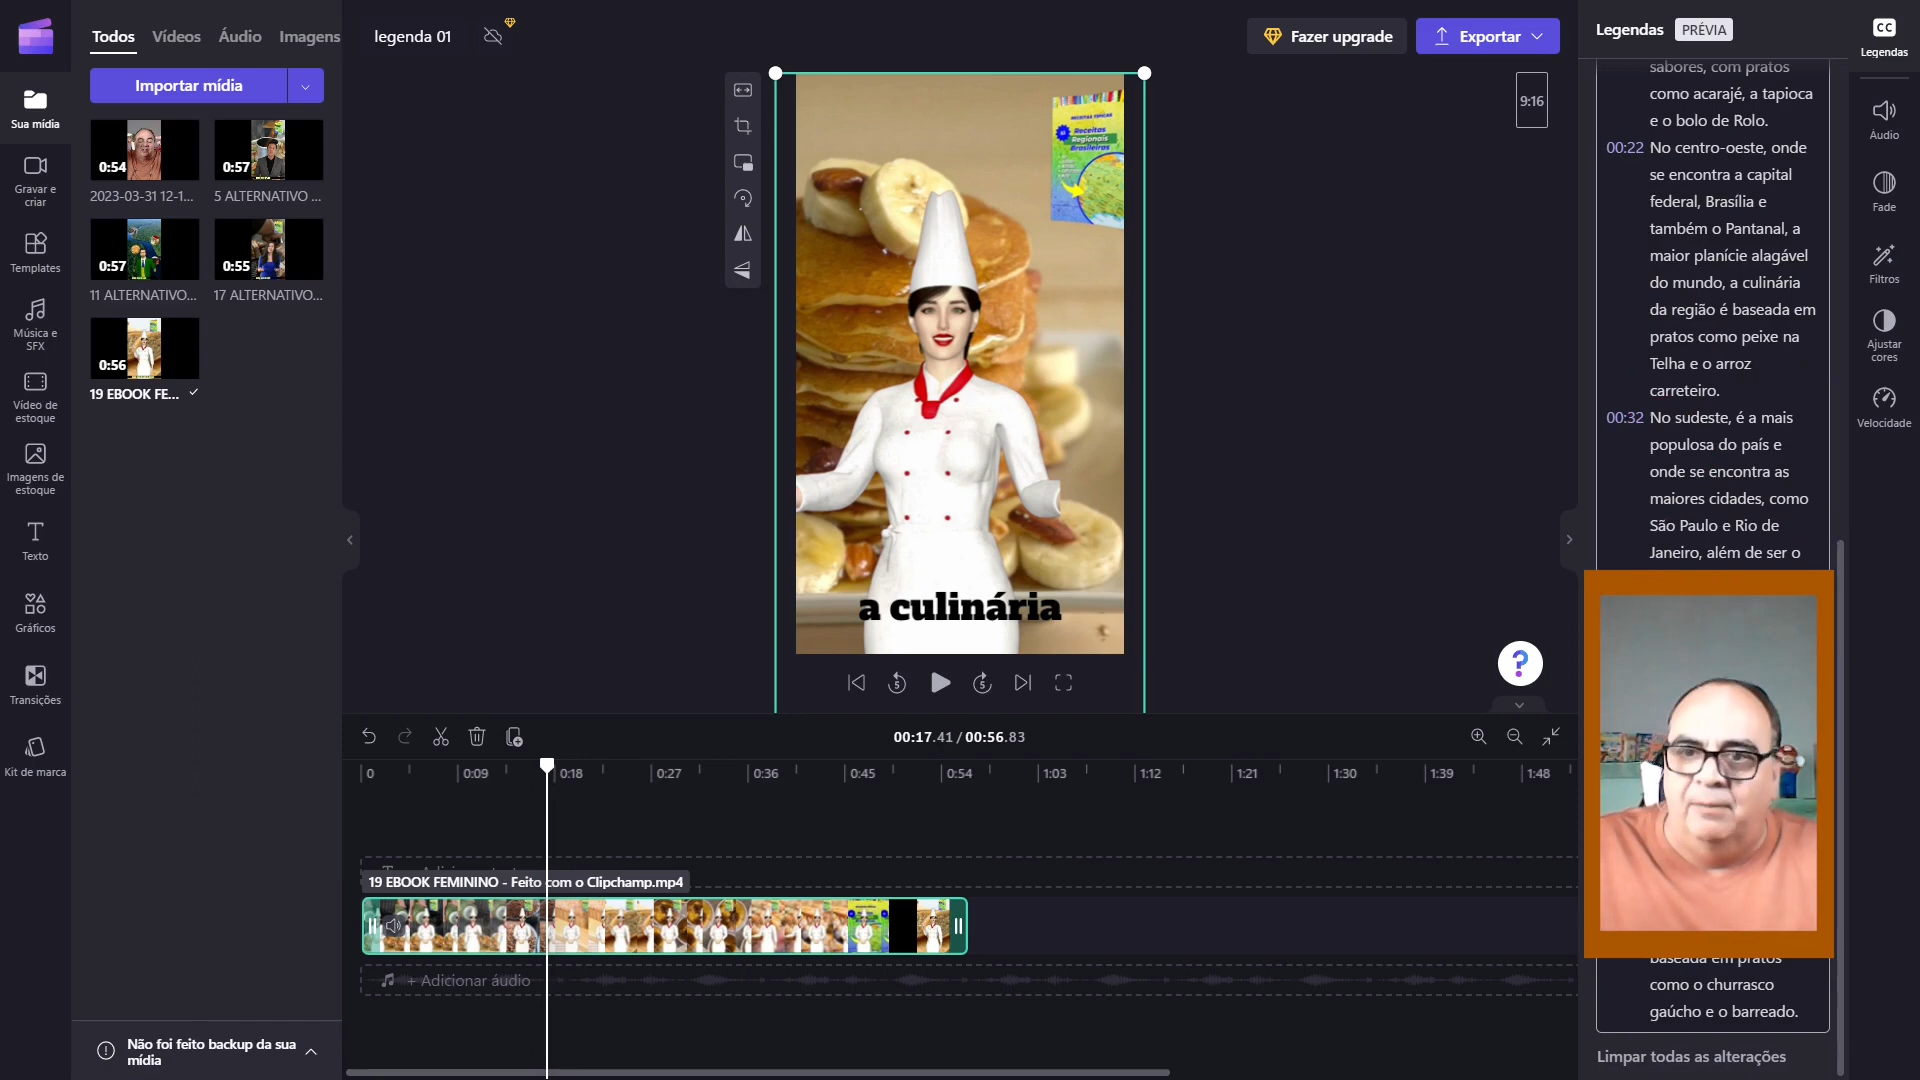 Todos
Vídeos
Áudio
Imagens
legenda 01
Fazer upgrade
Exportar
Legendas
PRÉVIA
CC
Legendas
Importar mídia
Sua mídia
Gravar e
criar
Templates
Música e
SFX
Vídeo de
estoque
Imagens de
estoque
Texto
Gráficos
Transições
Kit de marca
0:54
2023-03-31 12-1...
0:57
5 ALTERNATIVO ...
0:57
11 ALTERNATIVO...
0:55
17 ALTERNATIVO...
0:56
19 EBOOK FE...
Não foi feito backup da sua
mídia
9:16
RECEITAS TÍPICAS
Receitas
Regionais
Brasileiras
a culinária
5
5
?
00:17.41 / 00:56.83
0
0:09
0:18
0:27
0:36
0:45
0:54
1:03
1:12
1:21
1:30
1:39
1:48
19 EBOOK FEMININO - Feito com o Clipchamp.mp4
+ Adicionar áudio
sabores, com pratos
como acarajé, a tapioca
e o bolo de Rolo.
00:22 No centro-oeste, onde
se encontra a capital
federal, Brasília e
também o Pantanal, a
maior planície alagável
do mundo, a culinária
da região é baseada em
pratos como peixe na
Telha e o arroz
carreteiro.
00:32 No sudeste, é a mais
populosa do país e
onde se encontra as
maiores cidades, como
São Paulo e Rio de
Janeiro, além de ser o
baseada em pratos
como o churrasco
gaúcho e o barreado.
Limpar todas as alterações
Áudio
Fade
Filtros
Ajustar
cores
Velocidade